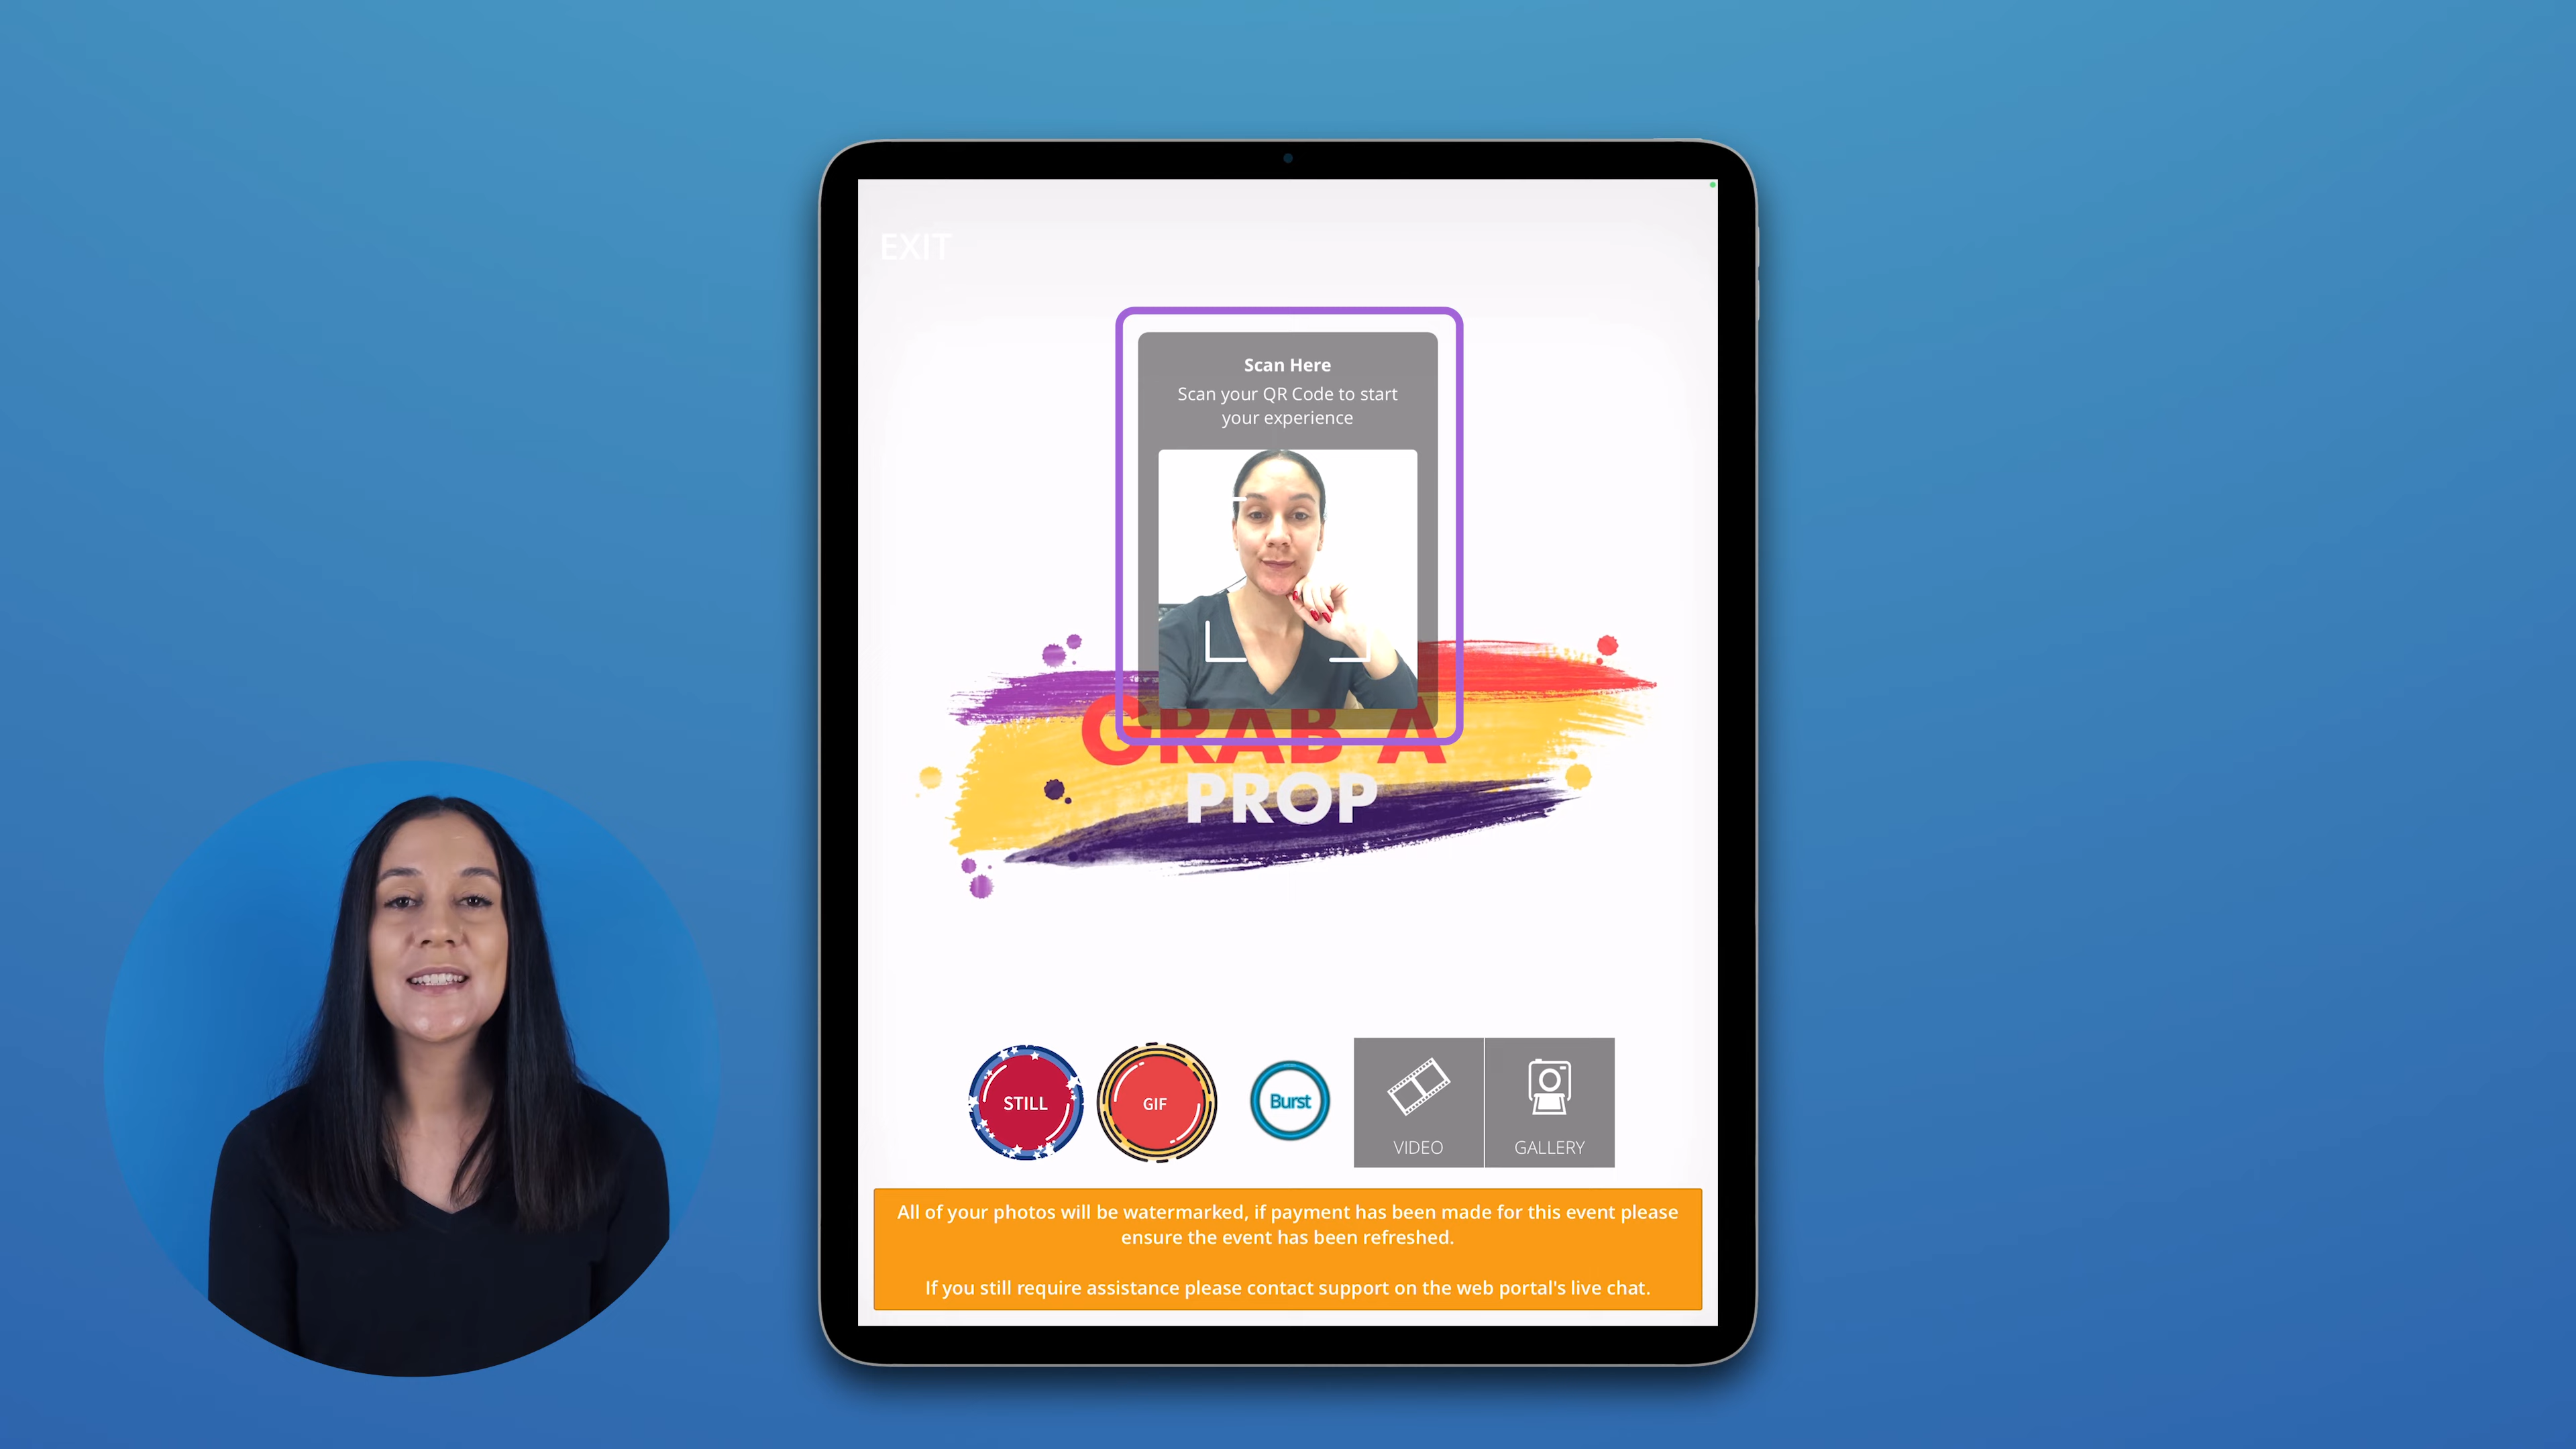 EXIT
Scan Here
Scan your QR Code to start
your experience
GRAB A
PROP
STILL
GIF
Burst
VIDEO
GALLERY
All of your photos will be watermarked, if payment has been made for this event please
ensure the event has been refreshed.
If you still require assistance please contact support on the web portal's live chat.